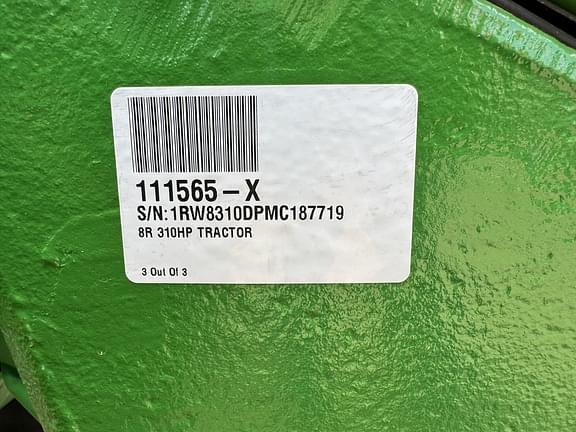 111565-X
S/N:1RW8310DPMC187719
8R 310HP TRACTOR
3 Out Of 3